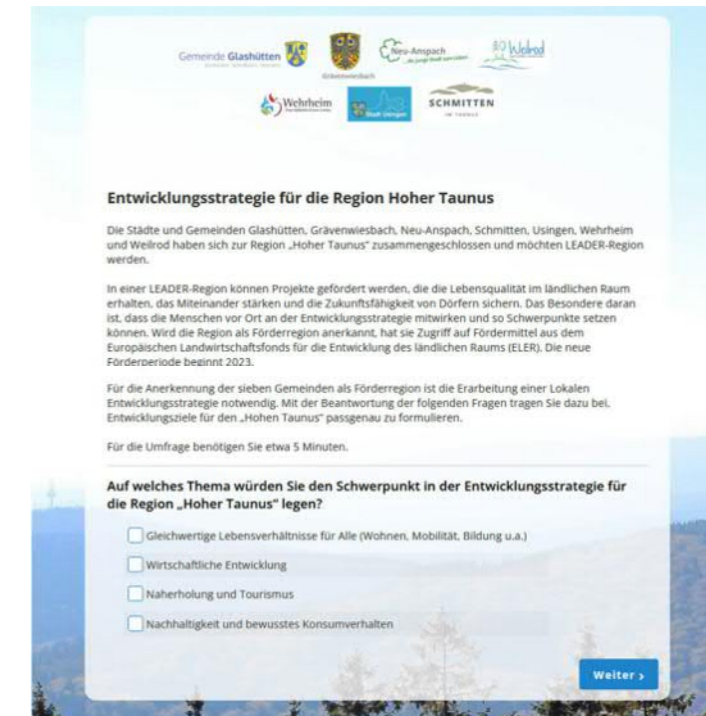 Gemeinde Glashütten
Grävenwiesbach
Neu-Anspach
Weilrod
Wehrheim
Stadt Usingen
SCHMITTEN
IM TAUNUS
Entwicklungsstrategie für die Region Hoher Taunus
Die Städte und Gemeinden Glashütten, Grävenwiesbach, Neu-Anspach, Schmitten, Usingen, Wehrheim
und Weilrod haben sich zur Region „Hoher Taunus" zusammengeschlossen und möchten LEADER-Region
werden.
In einer LEADER-Region können Projekte gefördert werden, die die Lebensqualität im ländlichen Raum
erhalten, das Miteinander stärken und die Zukunftsfähigkeit von Dörfern sichern. Das Besondere daran
ist, dass die Menschen vor Ort an der Entwicklungsstrategie mitwirken und so Schwerpunkte setzen
können. Wird die Region als Förderregion anerkannt, hat sie Zugriff auf Fördermittel aus dem
Europäischen Landwirtschaftsfonds für die Entwicklung des ländlichen Raums (ELER). Die neue
Förderperiode beginnt 2023.
Für die Anerkennung der sieben Gemeinden als Förderregion ist die Erarbeitung einer Lokalen
Entwicklungsstrategie notwendig. Mit der Beantwortung der folgenden Fragen tragen Sie dazu bei,
Entwicklungsziele für den „Hohen Taunus" passgenau zu formulieren.
Für die Umfrage benötigen Sie etwa 5 Minuten.
Auf welches Thema würden Sie den Schwerpunkt in der Entwicklungsstrategie für
die Region „Hoher Taunus" legen?
Gleichwertige Lebensverhältnisse für Alle (Wohnen, Mobilität, Bildung u.a.)
Wirtschaftliche Entwicklung
Naherholung und Tourismus
Nachhaltigkeit und bewusstes Konsumverhalten
Weiter ›